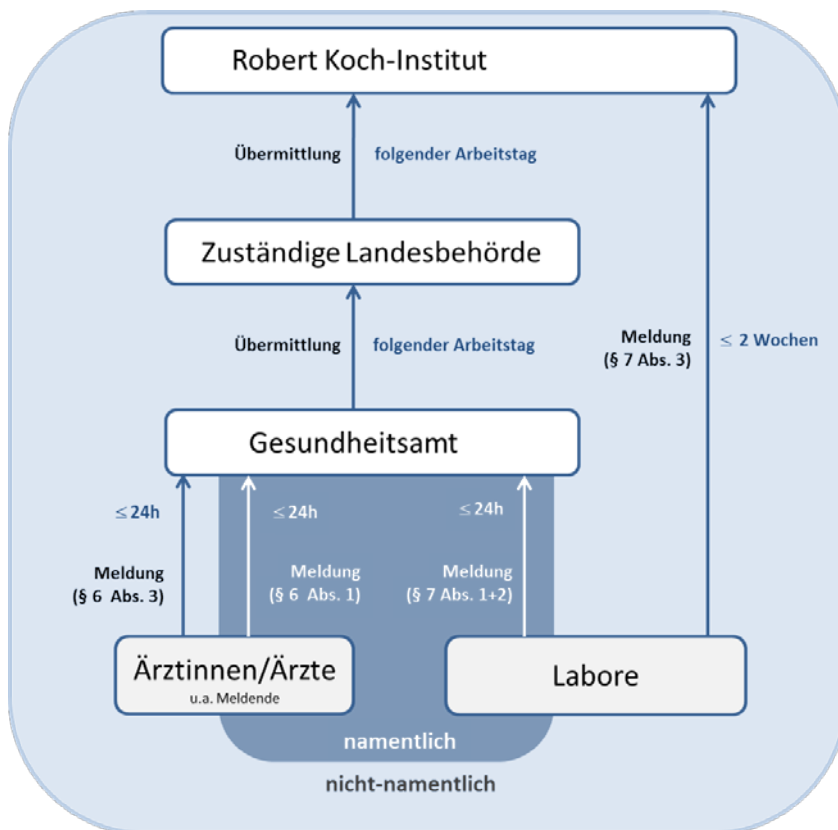 Robert Koch-Institut
Übermittlung folgender Arbeitstag
Zuständige Landesbehörde
Übermittlung folgender Arbeitstag
Meldung
(§ 7 Abs. 3)
≤ 2 Wochen
Gesundheitsamt
≤ 24h
≤ 24h
≤ 24h
Meldung
(§ 6 Abs. 3)
Meldung
(§ 6 Abs. 1)
Meldung
(§ 7 Abs. 1+2)
Ärztinnen/Ärzte
u.a. Meldende
Labore
namentlich
nicht-namentlich